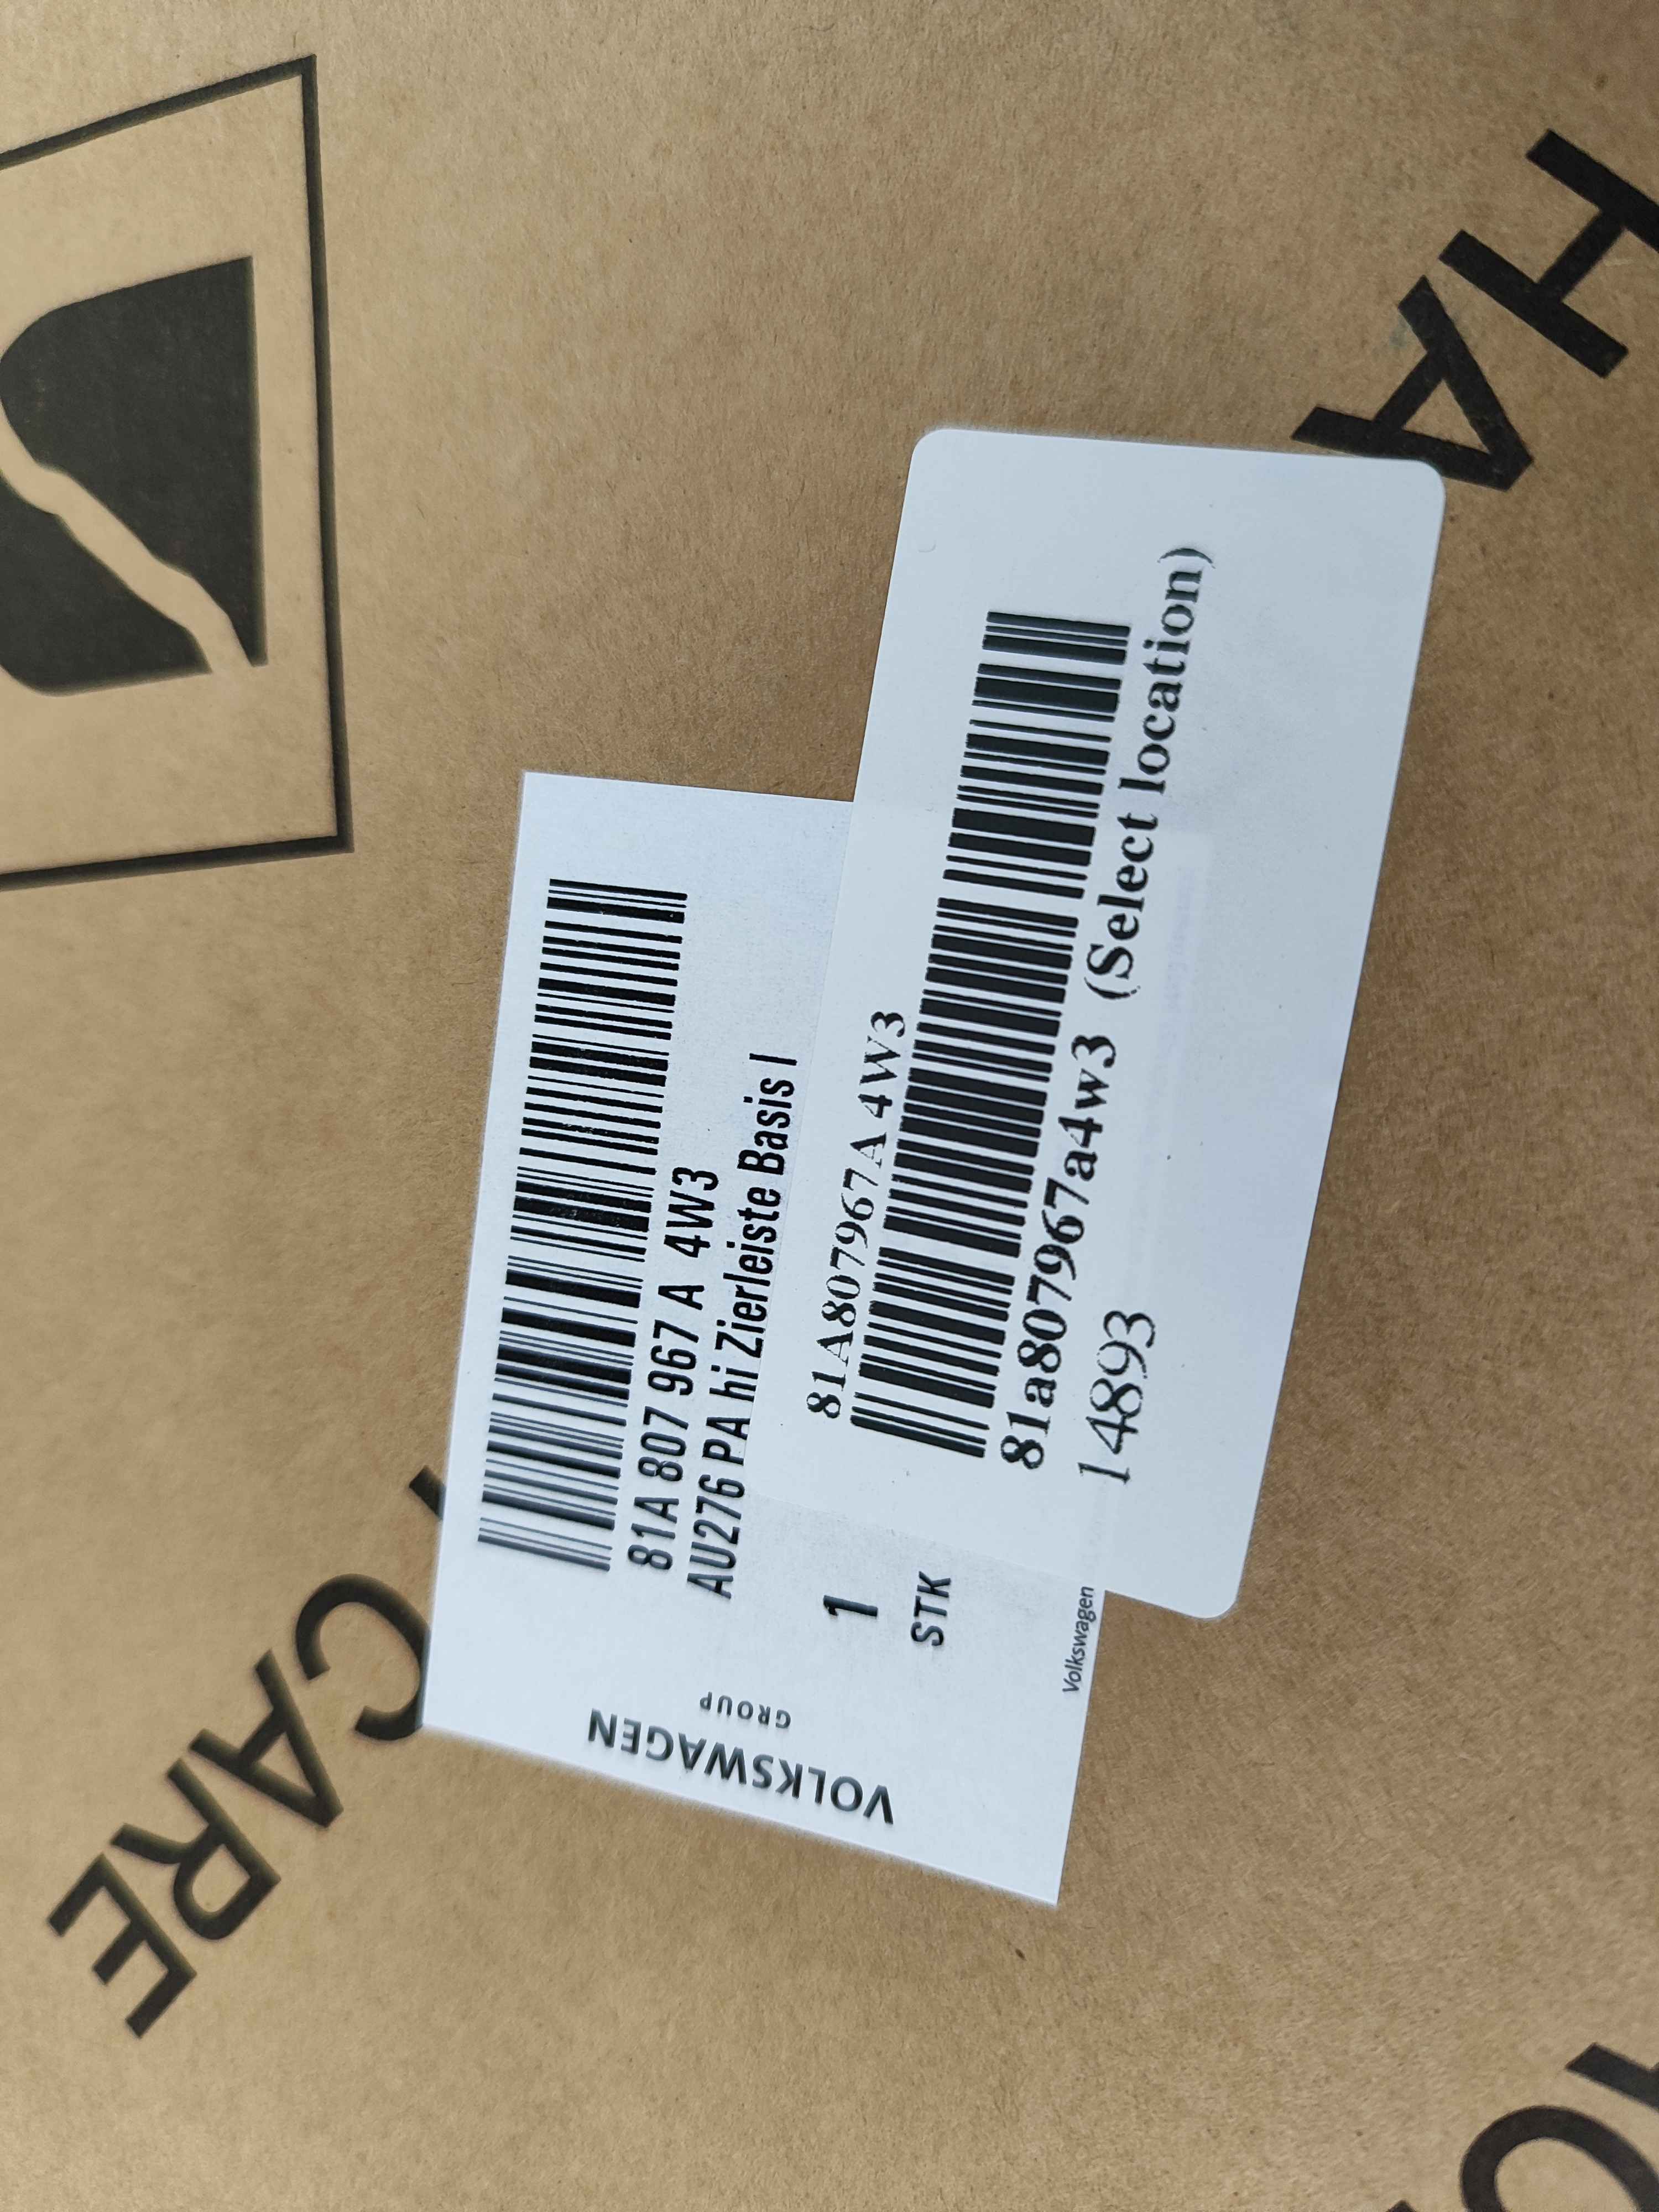 81A 807 967 A 4W3
AU276 PA hi Zierleiste Basis I
1
STK
VOLKSWAGEN
GROUP
Volkswagen
81A807967A 4W3
81a807967a4w3 (Select location)
14893
CARE
HA